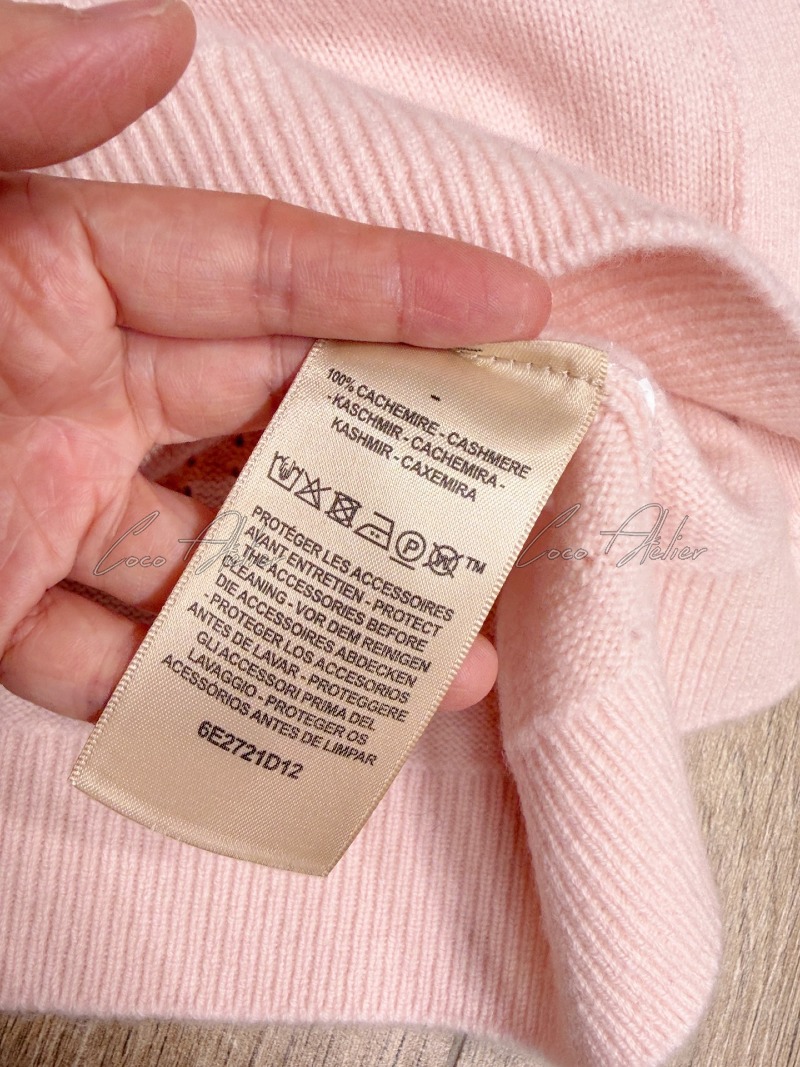 100% CACHEMIRE - CASHMERE
- KASCHMIR - CACHEMIRA -
KASHMIR - CAXEMIRA
P W TM
PROTÉGER LES ACCESSOIRES
AVANT ENTRETIEN - PROTECT
THE ACCESSORIES BEFORE
CLEANING - VOR DEM REINIGEN
DIE ACCESSOIRES ABDECKEN
- PROTEGER LOS ACCESORIOS
ANTES DE LAVAR - PROTEGGERE
GLI ACCESSORI PRIMA DEL
LAVAGGIO - PROTEGER OS
ACESSORIOS ANTES DE LIMPAR
6E2721D12
Coco Atelier
Coco Atelier